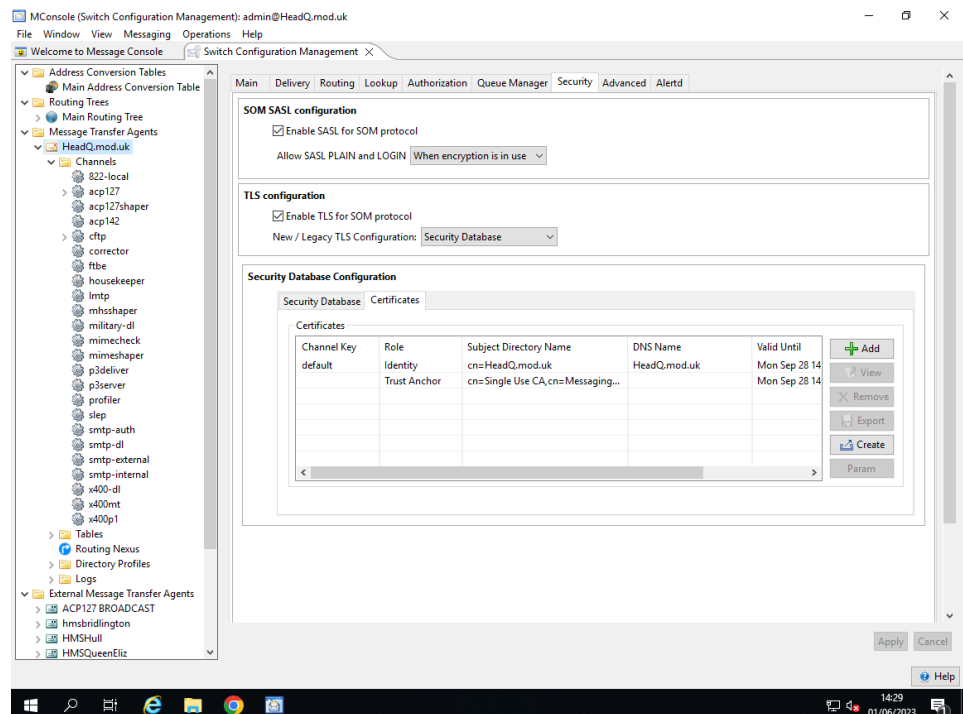 MConsole (Switch Configuration Management): admin@HeadQ.mod.uk
File Window View Messaging Operations Help
Welcome to Message Console
Switch Configuration Management
Address Conversion Tables
Main Address Conversion Table
Routing Trees
Main Routing Tree
Message Transfer Agents
HeadQ.mod.uk
Channels
822-local
acp127
acp127shaper
acp142
cftp
corrector
ftbe
housekeeper
lmtp
mhsshaper
military-dl
mimecheck
mimeshaper
p3deliver
p3server
profiler
slep
smtp-auth
smtp-dl
smtp-external
smtp-internal
x400-dl
x400mt
x400p1
Tables
Routing Nexus
Directory Profiles
Logs
External Message Transfer Agents
ACP127 BROADCAST
hmsbridlington
HMSHull
HMSQueenEliz
Main Delivery Routing Lookup Authorization Queue Manager Security Advanced Alertd
SOM SASL configuration
Enable SASL for SOM protocol
Allow SASL PLAIN and LOGIN When encryption is in use
TLS configuration
Enable TLS for SOM protocol
New / Legacy TLS Configuration: Security Database
Security Database Configuration
Security Database Certificates
Certificates
Channel Key Role Subject Directory Name DNS Name Valid Until
default Identity cn=HeadQ.mod.uk HeadQ.mod.uk Mon Sep 28 14
Trust Anchor cn=Single Use CA,cn=Messaging... Mon Sep 28 14
Add
View
Remove
Export
Create
Param
Apply Cancel
Help
14:29
01/06/2023